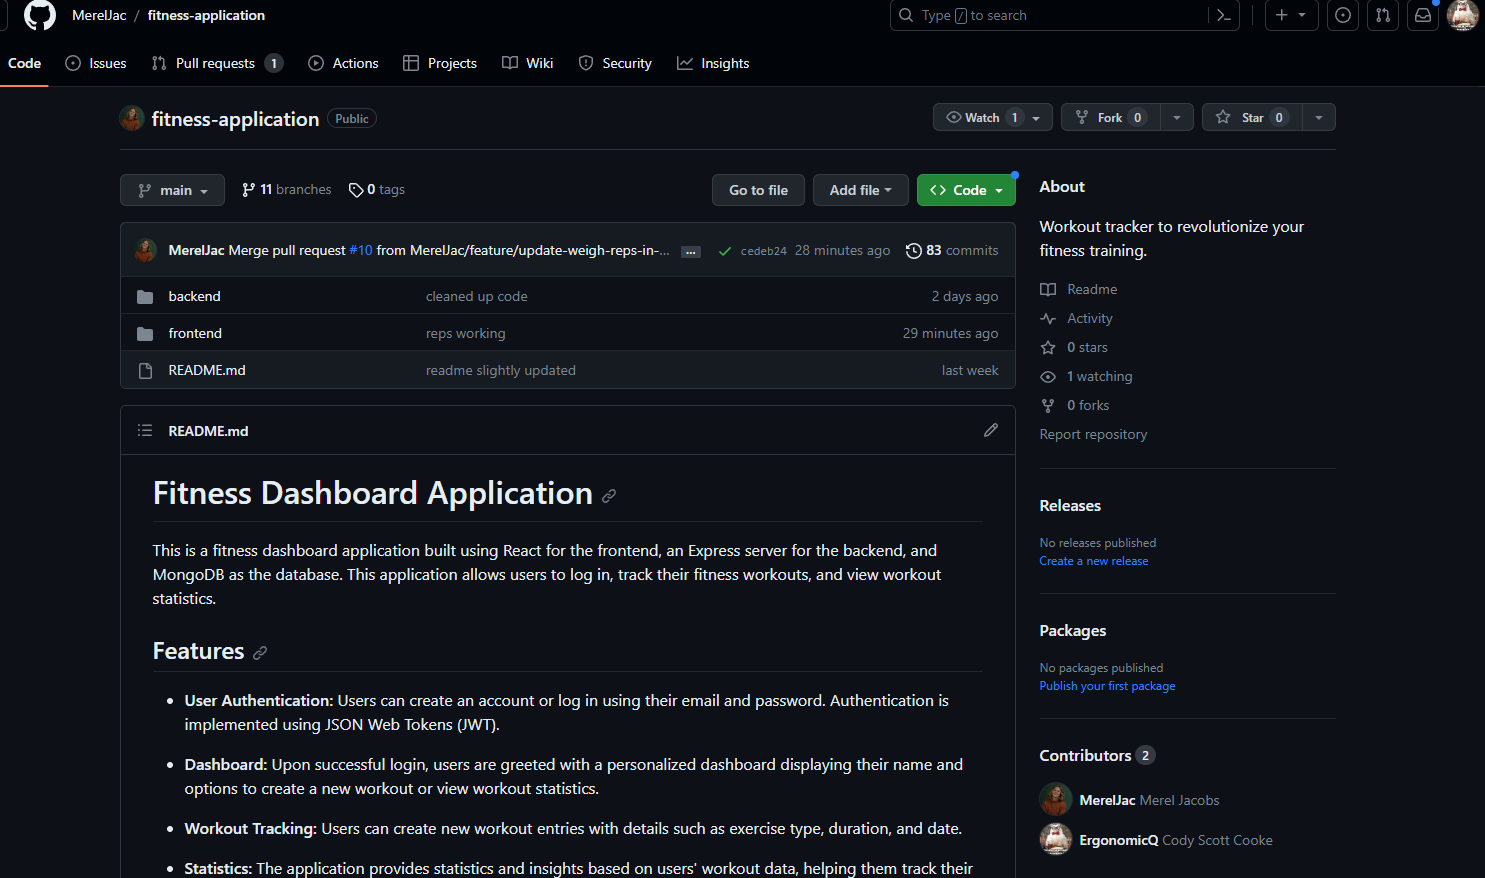 MerelJac / fitness-application
Type / to search
Code
Issues
Pull requests 1
Actions
Projects
Wiki
Security
Insights
fitness-application Public
Watch 1
Fork 0
Star 0
main
11 branches
0 tags
Go to file
Add file
<> Code
MerelJac Merge pull request #10 from MerelJac/feature/update-weigh-reps-in-... ... cedeb24 28 minutes ago 83 commits
backend cleaned up code 2 days ago
frontend reps working 29 minutes ago
README.md readme slightly updated last week
README.md
Fitness Dashboard Application
This is a fitness dashboard application built using React for the frontend, an Express server for the backend, and
MongoDB as the database. This application allows users to log in, track their fitness workouts, and view workout
statistics.
Features
• User Authentication: Users can create an account or log in using their email and password. Authentication is
implemented using JSON Web Tokens (JWT).
• Dashboard: Upon successful login, users are greeted with a personalized dashboard displaying their name and
options to create a new workout or view workout statistics.
• Workout Tracking: Users can create new workout entries with details such as exercise type, duration, and date.
• Statistics: The application provides statistics and insights based on users' workout data, helping them track their
About
Workout tracker to revolutionize your
fitness training.
Readme
Activity
0 stars
1 watching
0 forks
Report repository
Releases
No releases published
Create a new release
Packages
No packages published
Publish your first package
Contributors 2
MerelJac Merel Jacobs
ErgonomicQ Cody Scott Cooke